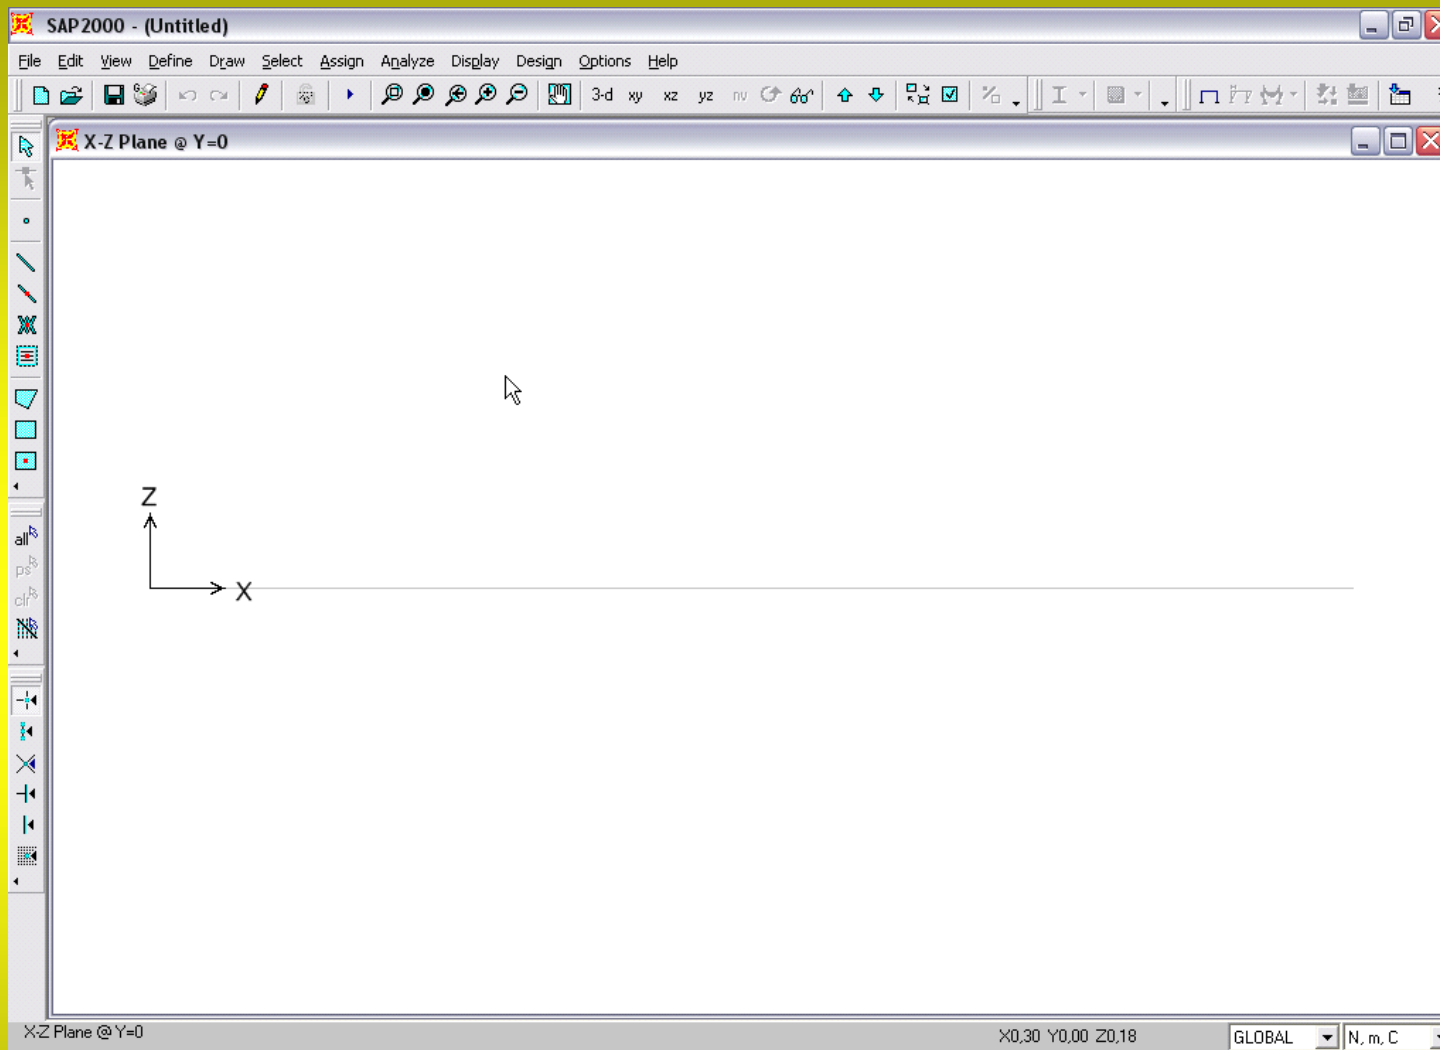 SAP2000 - (Untitled)
File Edit View Define Draw Select Assign Analyze Display Design Options Help
3-d xy xz yz nv
X-Z Plane @ Y=0
Z
X
all
ps
clr
X-Z Plane @ Y=0 X0,30 Y0,00 Z0,18 GLOBAL N, m, C